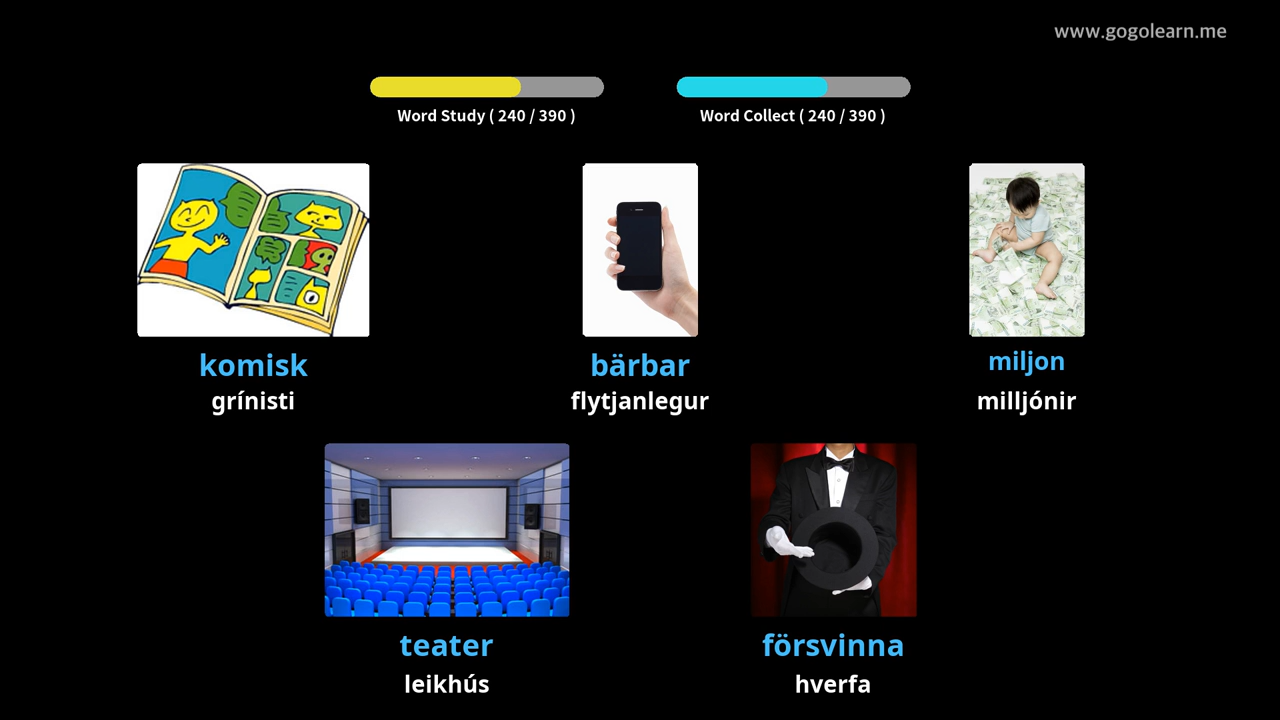 www.gogolearn.me
Word Study ( 240 / 390 )
Word Collect ( 240 / 390 )
komisk
grínisti
bärbar
flytjanlegur
miljon
milljónir
teater
leikhús
försvinna
hverfa